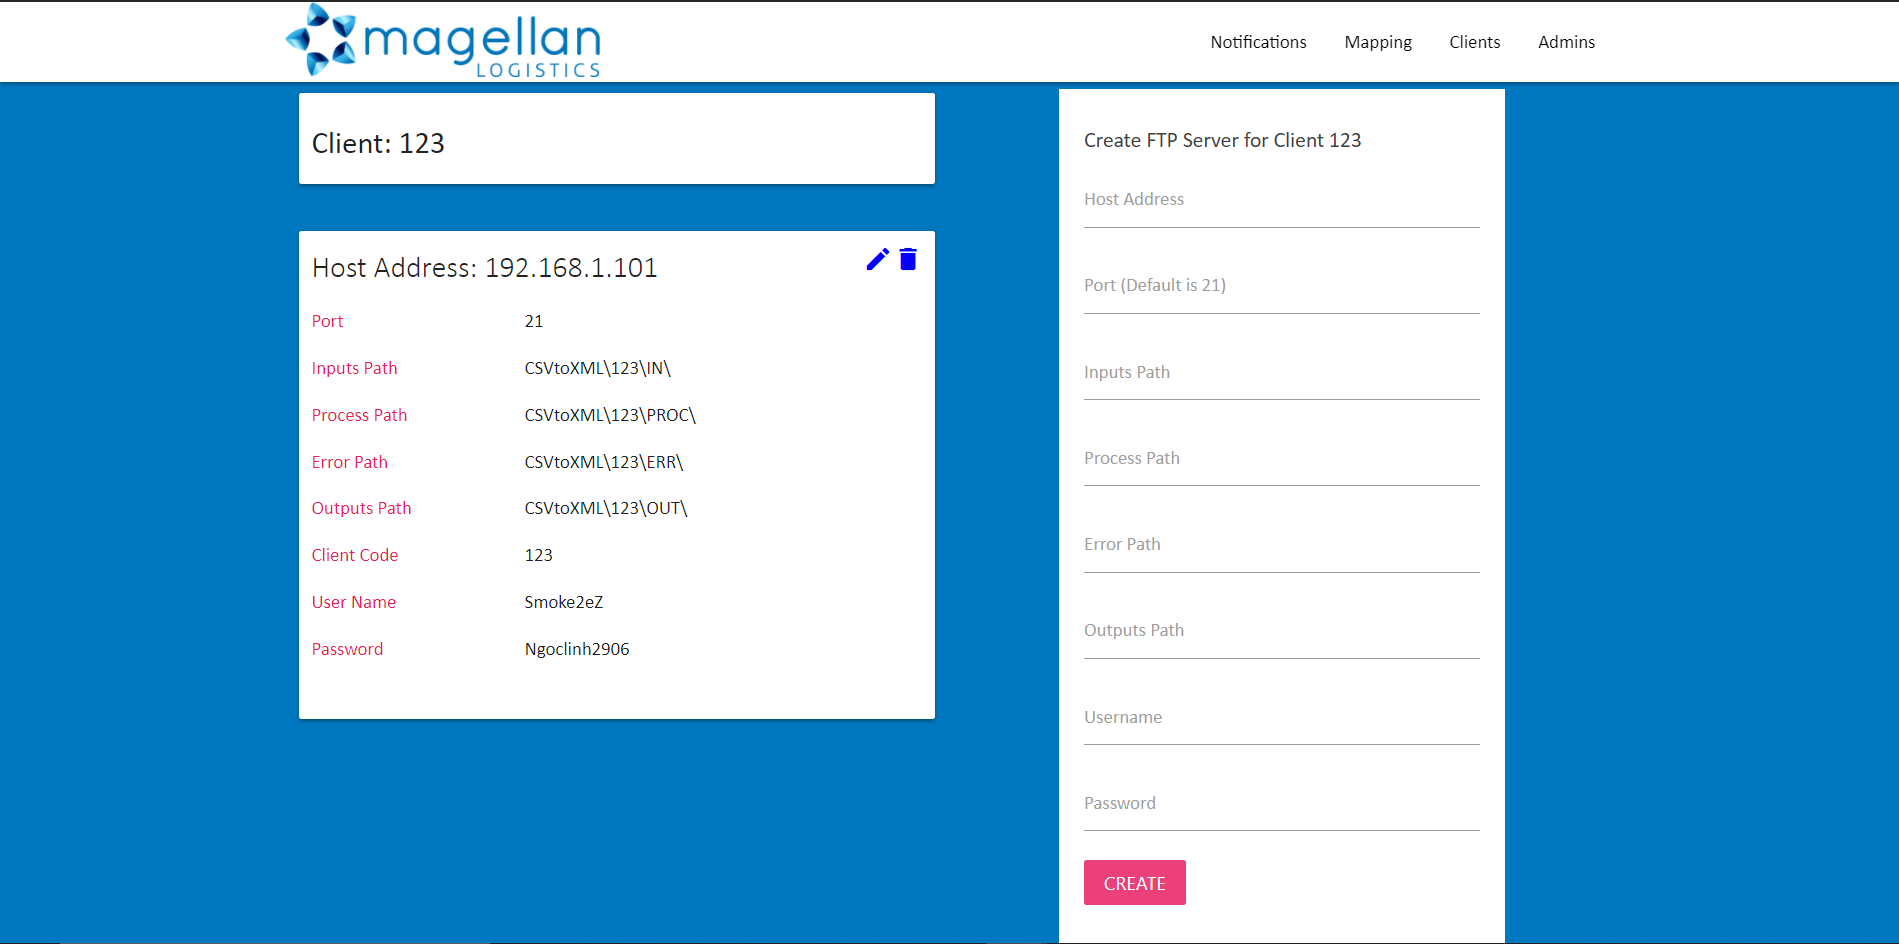 magellan
LOGISTICS
Notifications Mapping Clients Admins
Client: 123
Host Address: 192.168.1.101
Port 21
Inputs Path CSVtoXML\123\IN\
Process Path CSVtoXML\123\PROC\
Error Path CSVtoXML\123\ERR\
Outputs Path CSVtoXML\123\OUT\
Client Code 123
User Name Smoke2eZ
Password Ngoclinh2906
Create FTP Server for Client 123
Host Address
Port (Default is 21)
Inputs Path
Process Path
Error Path
Outputs Path
Username
Password
CREATE